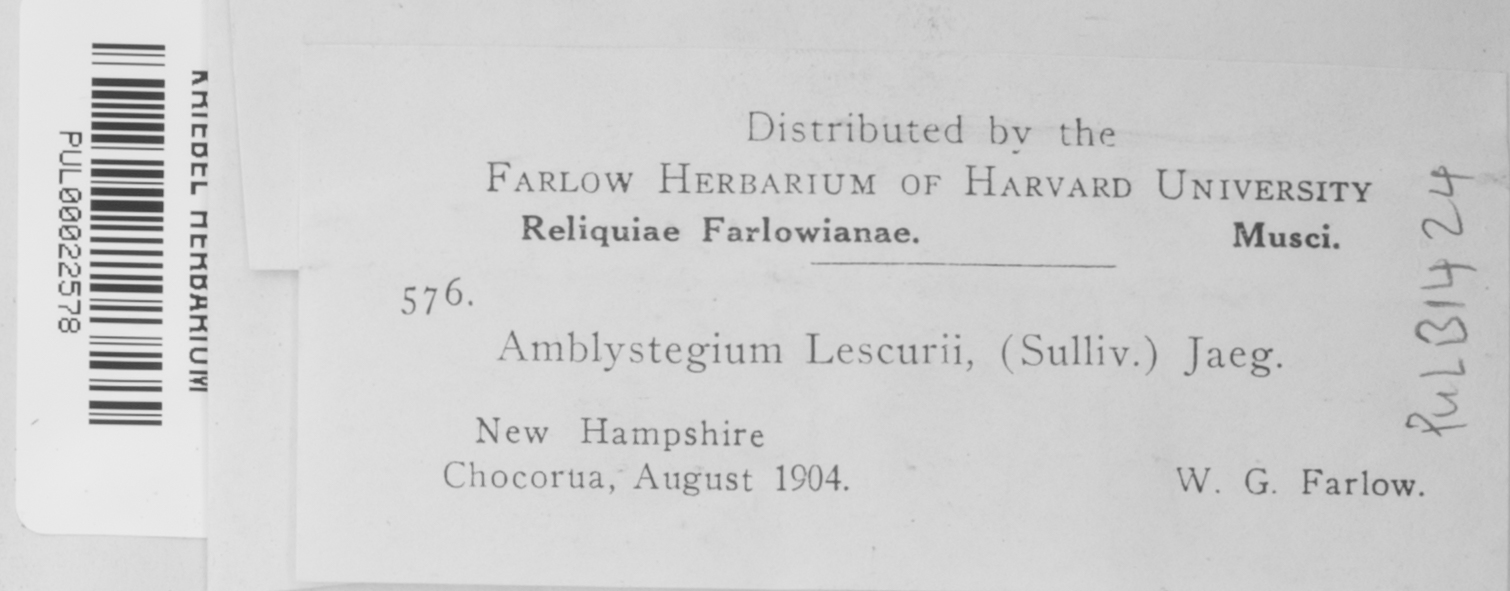 PUL00022578
KRIEBEL HERBARIUM
Distributed by the
FARLOW HERBARIUM OF HARVARD UNIVERSITY
Reliquiae Farlowianae. Musci.
576.
Amblystegium Lescurii, (Sulliv.) Jaeg.
New Hampshire
Chocorua, August 1904. W. G. Farlow.
PULB1424